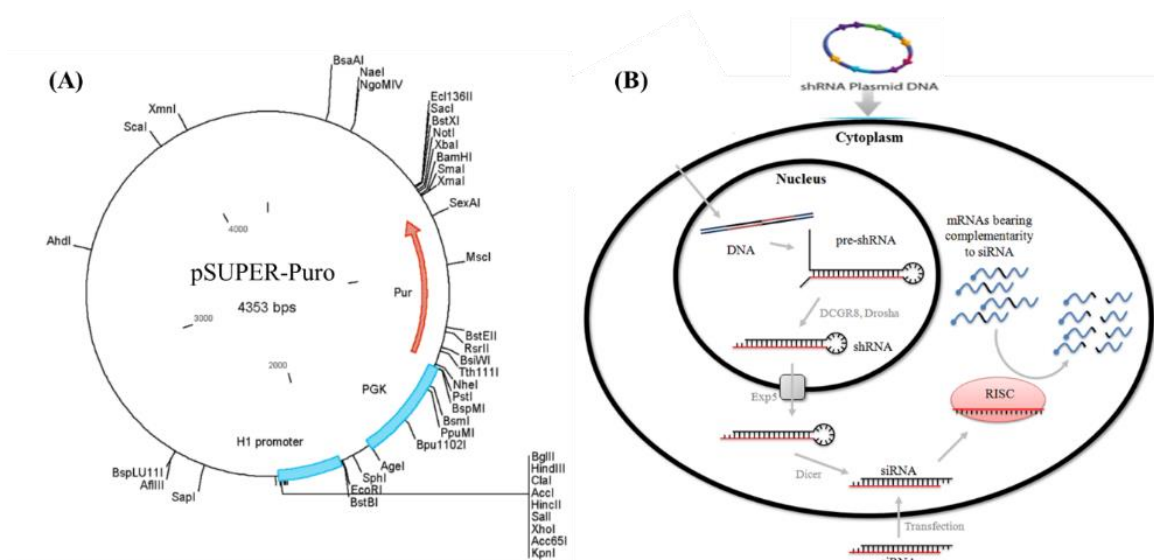 (A)
BsaAI
NaeI
NgoMIV
XmnI
ScaI
Ecl136II
SacI
BstXI
NotI
XbaI
BamHI
SmaI
XmaI
SexAI
AhdI
4000
pSUPER-Puro
4353 bps
MscI
Pur
3000
2000
BstEII
RsrII
BsiWI
Tth111I
NheI
PstI
BspMI
BsmI
PpuMI
Bpu1102I
PGK
H1 promoter
AgeI
SphI
EcoRI
BstBI
BspLU11I
AflIII
SapI
BglII
HindIII
ClaI
AccI
HincII
SalI
XhoI
Acc65I
KpnI
(B)
shRNA Plasmid DNA
Cytoplasm
Nucleus
DNA
pre-shRNA
DCGR8, Drosha
shRNA
Exp5
Dicer
siRNA
Transfection
mRNAs bearing
complementarity
to siRNA
RISC